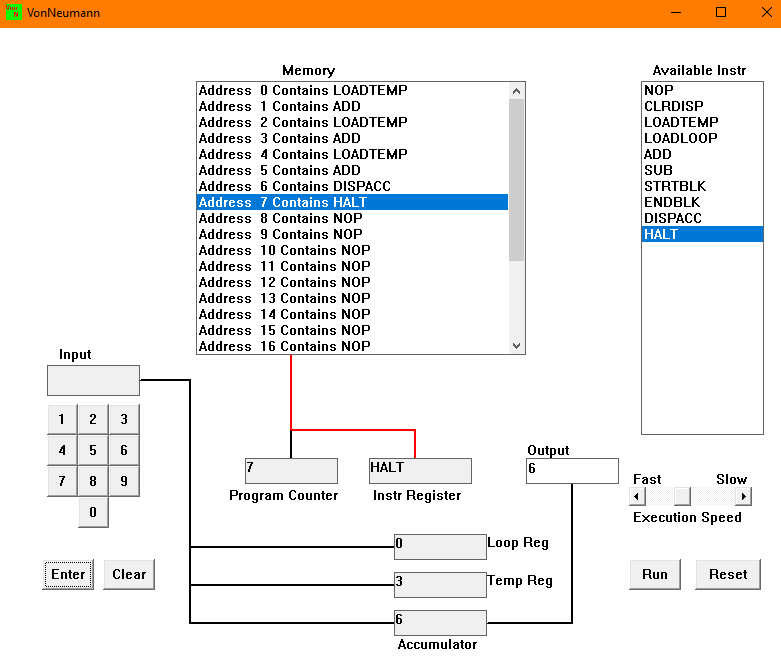 VonNeumann
Memory
Address 0 Contains LOADTEMP
Address 1 Contains ADD
Address 2 Contains LOADTEMP
Address 3 Contains ADD
Address 4 Contains LOADTEMP
Address 5 Contains ADD
Address 6 Contains DISPACC
Address 7 Contains HALT
Address 8 Contains NOP
Address 9 Contains NOP
Address 10 Contains NOP
Address 11 Contains NOP
Address 12 Contains NOP
Address 13 Contains NOP
Address 14 Contains NOP
Address 15 Contains NOP
Address 16 Contains NOP
Available Instr
NOP
CLRDISP
LOADTEMP
LOADLOOP
ADD
SUB
STRTBLK
ENDBLK
DISPACC
HALT
Input
1 2 3
4 5 6
7 8 9
0
Enter Clear
7
Program Counter
HALT
Instr Register
Output
6
Fast Slow
Execution Speed
0 Loop Reg
3 Temp Reg
6
Accumulator
Run Reset